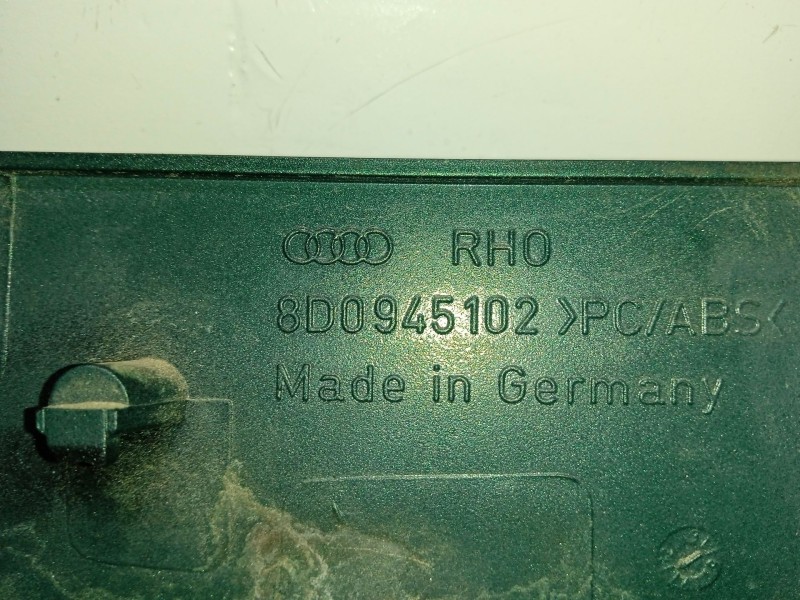 RHO
8D0945102 >PC/ABS<
Made in Germany